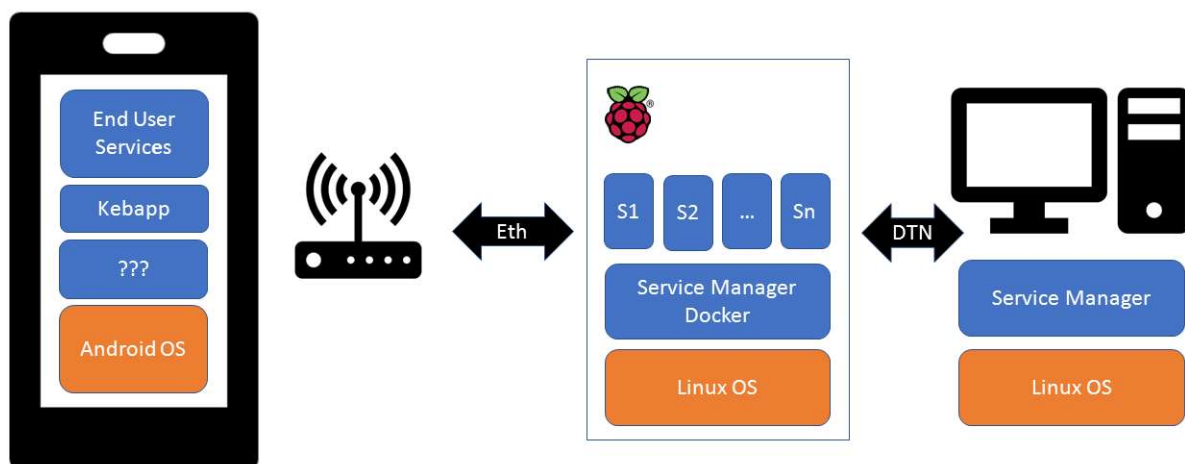 End User
Services
Kebapp
???
Android OS
Eth
®
S1
S2
...
Sn
Service Manager
Docker
Linux OS
DTN
Service Manager
Linux OS